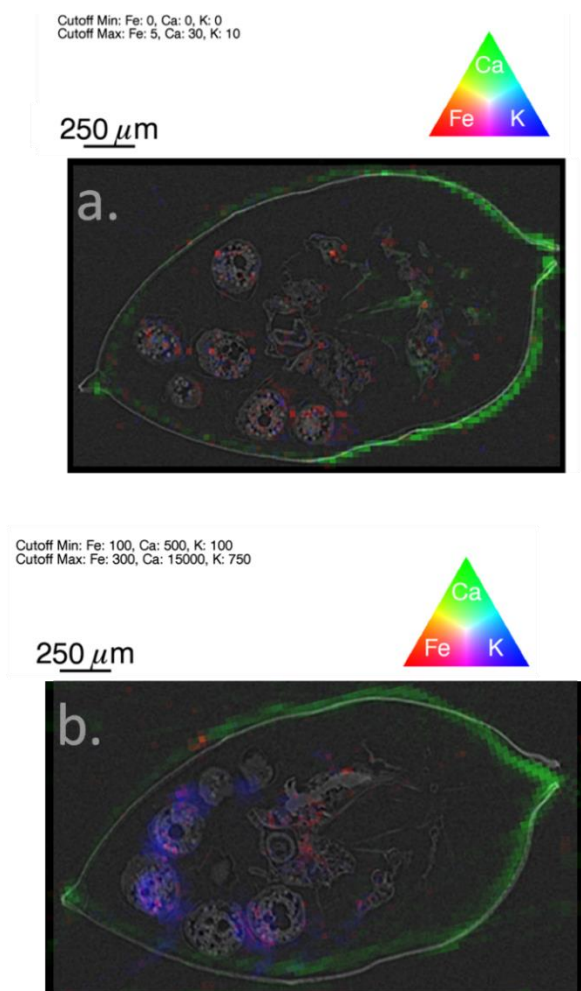 Cutoff Min: Fe: 0, Ca: 0, K: 0
Cutoff Max: Fe: 5, Ca: 30, K: 10
Ca
Fe K
250 μm
a.
Cutoff Min: Fe: 100, Ca: 500, K: 100
Cutoff Max: Fe: 300, Ca: 15000, K: 750
Ca
Fe K
250 μm
b.